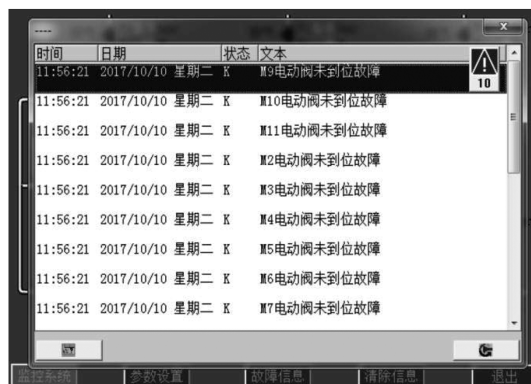 ----
时间 日期 状态 文本
11:56:21 2017/10/10 星期二 K M9电动阀未到位故障
10
11:56:21 2017/10/10 星期二 K M10电动阀未到位故障
11:56:21 2017/10/10 星期二 K M11电动阀未到位故障
11:56:21 2017/10/10 星期二 K M2电动阀未到位故障
11:56:21 2017/10/10 星期二 K M3电动阀未到位故障
11:56:21 2017/10/10 星期二 K M4电动阀未到位故障
11:56:21 2017/10/10 星期二 K M5电动阀未到位故障
11:56:21 2017/10/10 星期二 K M6电动阀未到位故障
11:56:21 2017/10/10 星期二 K M7电动阀未到位故障
监控系统 参数设置 故障信息 清除信息 退出